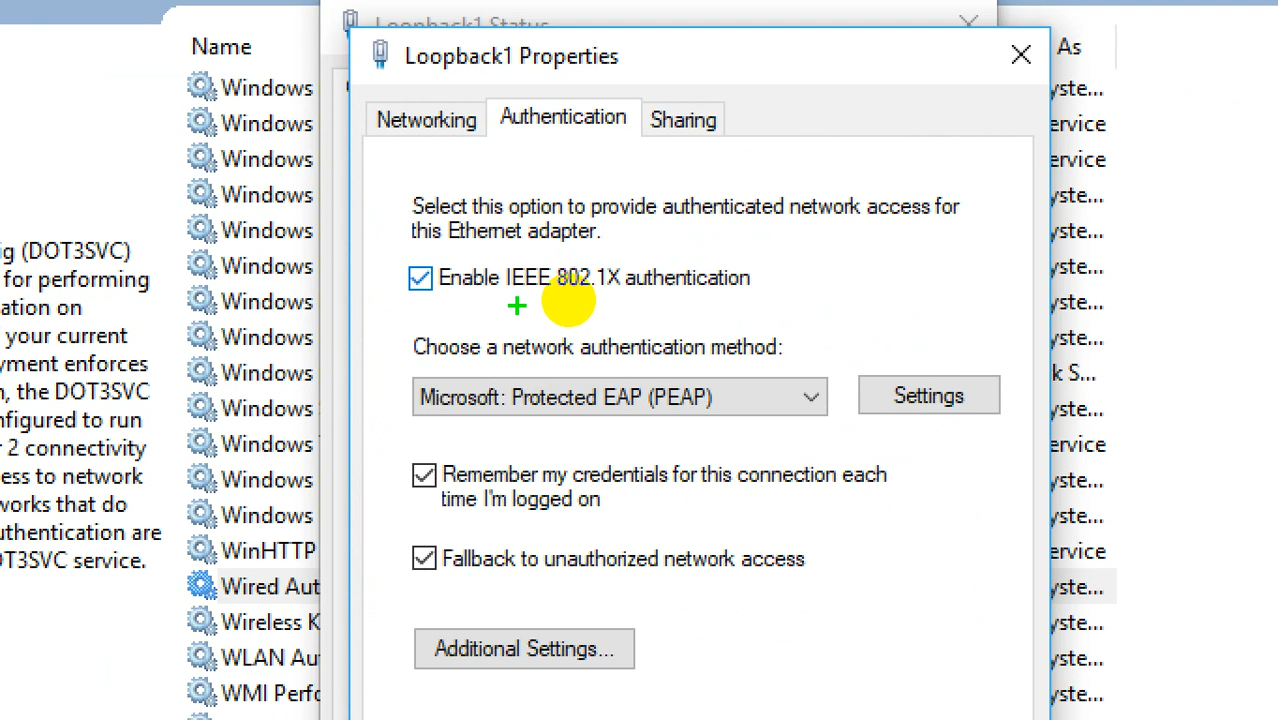 Loopback1 Status
Loopback1 Properties
Name
As
Networking
Authentication
Sharing
Select this option to provide authenticated network access for
this Ethernet adapter.
Enable IEEE 802.1X authentication
Choose a network authentication method:
Microsoft: Protected EAP (PEAP)
Settings
Remember my credentials for this connection each
time I'm logged on
Fallback to unauthorized network access
Additional Settings...
ig (DOT3SVC)
for performing
ation on
your current
yment enforces
n, the DOT3SVC
onfigured to run
r 2 connectivity
ess to network
works that do
uthentication are
OT3SVC service.
Windows
Windows
Windows
Windows
Windows
Windows
Windows
Windows
Windows
Windows
Windows
Windows
Windows
WinHTTP
Wired Aut
Wireless K
WLAN Au
WMI Perfo
yste...
ervice
ervice
yste...
yste...
yste...
yste...
yste...
k S...
yste...
ervice
yste...
yste...
ervice
yste...
yste...
yste...
yste...